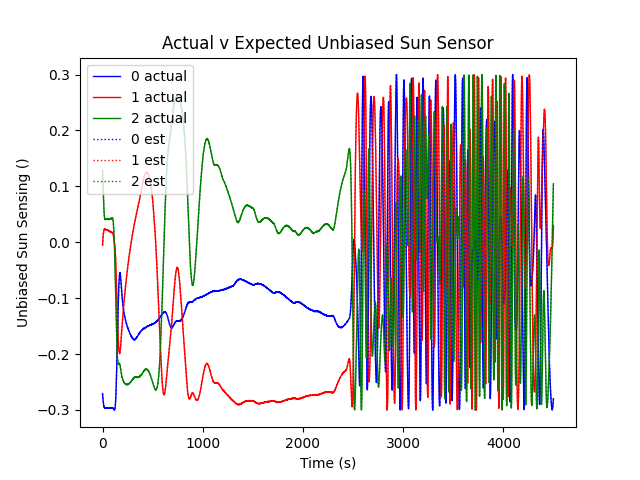 Actual v Expected Unbiased Sun Sensor
Unbiased Sun Sensing ()
0.3
0.2
0.1
0.0
−0.1
−0.2
−0.3
0 actual
1 actual
2 actual
0 est
1 est
2 est
0
1000
2000
3000
4000
Time (s)